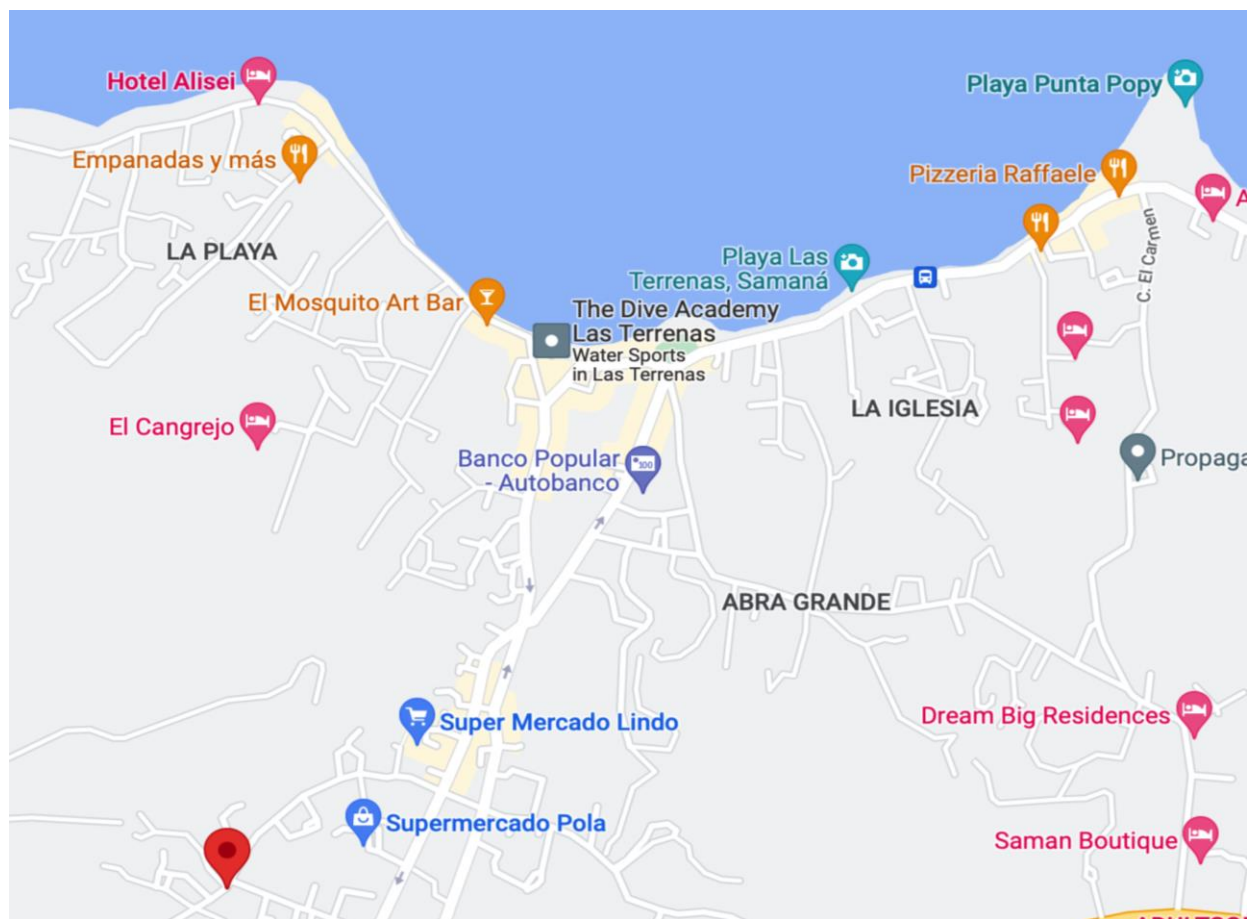 Hotel Alisei
Playa Punta Popy
Empanadas y más
Pizzeria Raffaele
A
C. El Carmen
LA PLAYA
Playa Las
Terrenas, Samaná
El Mosquito Art Bar
The Dive Academy
Las Terrenas
Water Sports
in Las Terrenas
LA IGLESIA
El Cangrejo
Banco Popular
- Autobanco
Propaga
ABRA GRANDE
Super Mercado Lindo
Dream Big Residences
Supermercado Pola
Saman Boutique